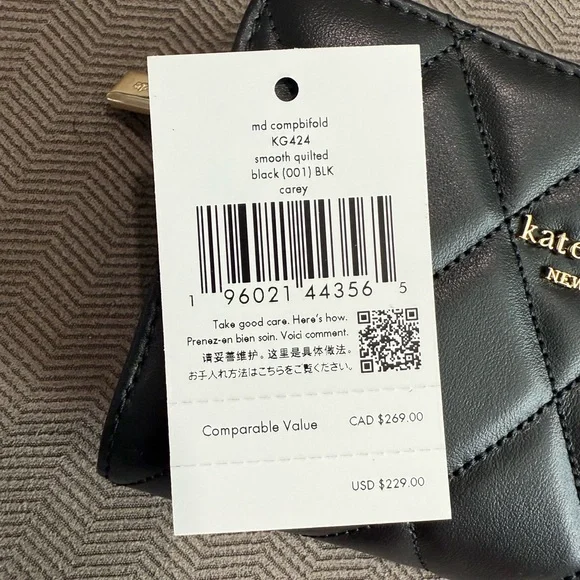 md compbifold
KG424
smooth quilted
black (001) BLK
carey
1 96021 44356 5
Take good care. Here's how.
Prenez-en bien soin. Voici comment.
请妥善维护。这里是具体做法。
お手入れ方法はこちらをご覧ください。
Comparable Value CAD $269.00
USD $229.00
kate
NEW